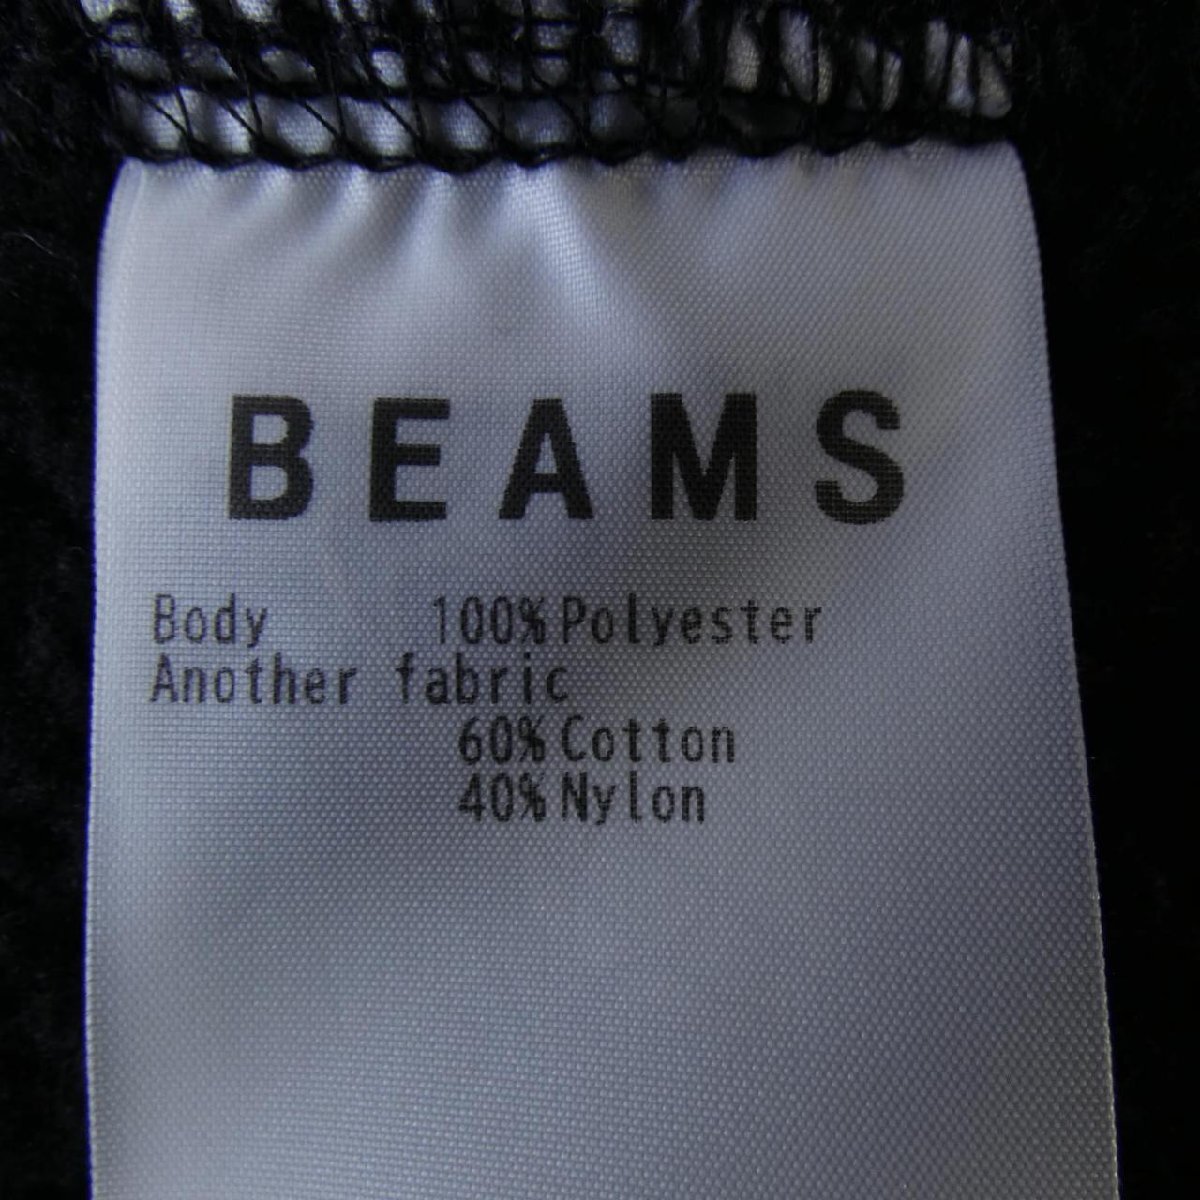 BEAMS
Body 100% Polyester
Another fabric
60% Cotton
40% Nylon